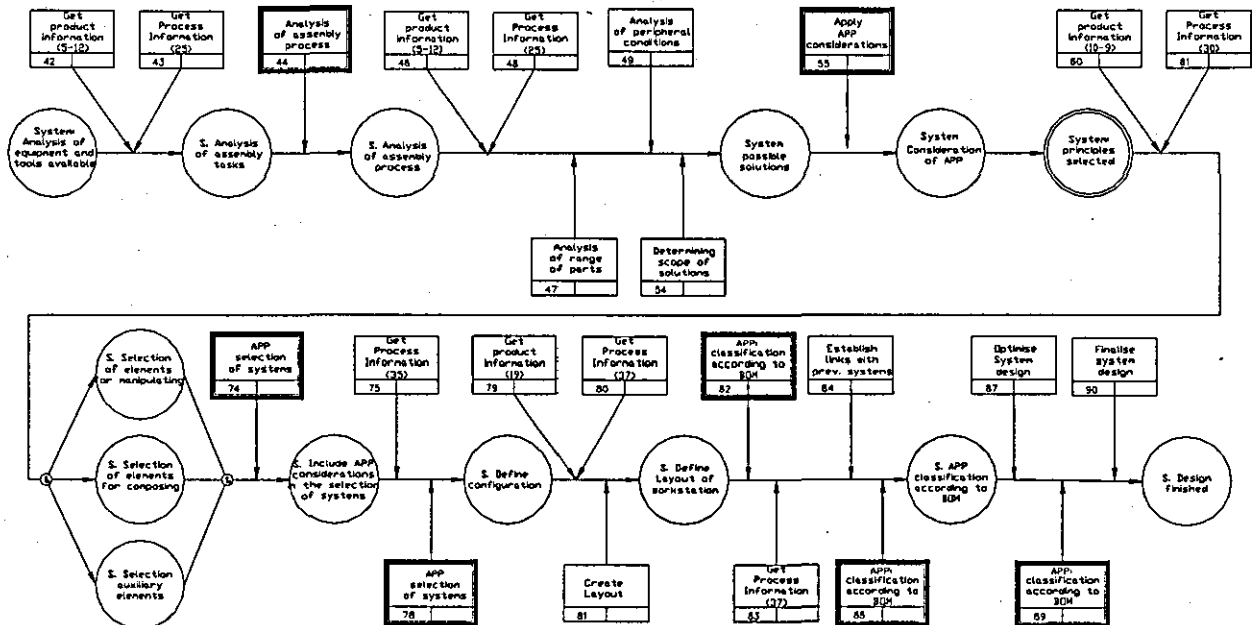 Get
product
information
(5-12)
42
Get
Process
Information
(25)
43
Analysis
of assembly
process
44
Get
product
information
(5-12)
46
Get
Process
Information
(25)
48
Analysis
of peripheral
conditions
49
Apply
APP
considerations
55
Get
product
information
(10-9)
60
Get
Process
Information
(30)
81
System
Analysis of
equipment and
tools available
S. Analysis
of assembly
tasks
S. Analysis
of assembly
process
System
possible
solutions
System
Consideration
of APP
System
principles
selected
Analysis
of range
of parts
47
Determining
scope of
solutions
54
S. Selection
of elements
for manipulating
APP
selection
of systems
74
Get
Process
Information
(35)
75
Get
product
information
(19)
79
Get
Process
Information
(37)
80
APP:
classification
according to
BOM
82
Establish
links with
prev. systems
84
Optimise
System
design
87
Finalise
system
design
90
S. Selection
of elements
for composing
S. Include APP
considerations
in the selection
of systems
S. Define
configuration
S. Define
Layout of
workstation
S. APP
classification
according to
BOM
S. Design
finished
S. Selection
auxiliary
elements
APP
selection
of systems
78
Create
Layout
81
Get
Process
Information
(37)
83
APP:
classification
according to
BOM
88
APP:
classification
according to
BOM
89